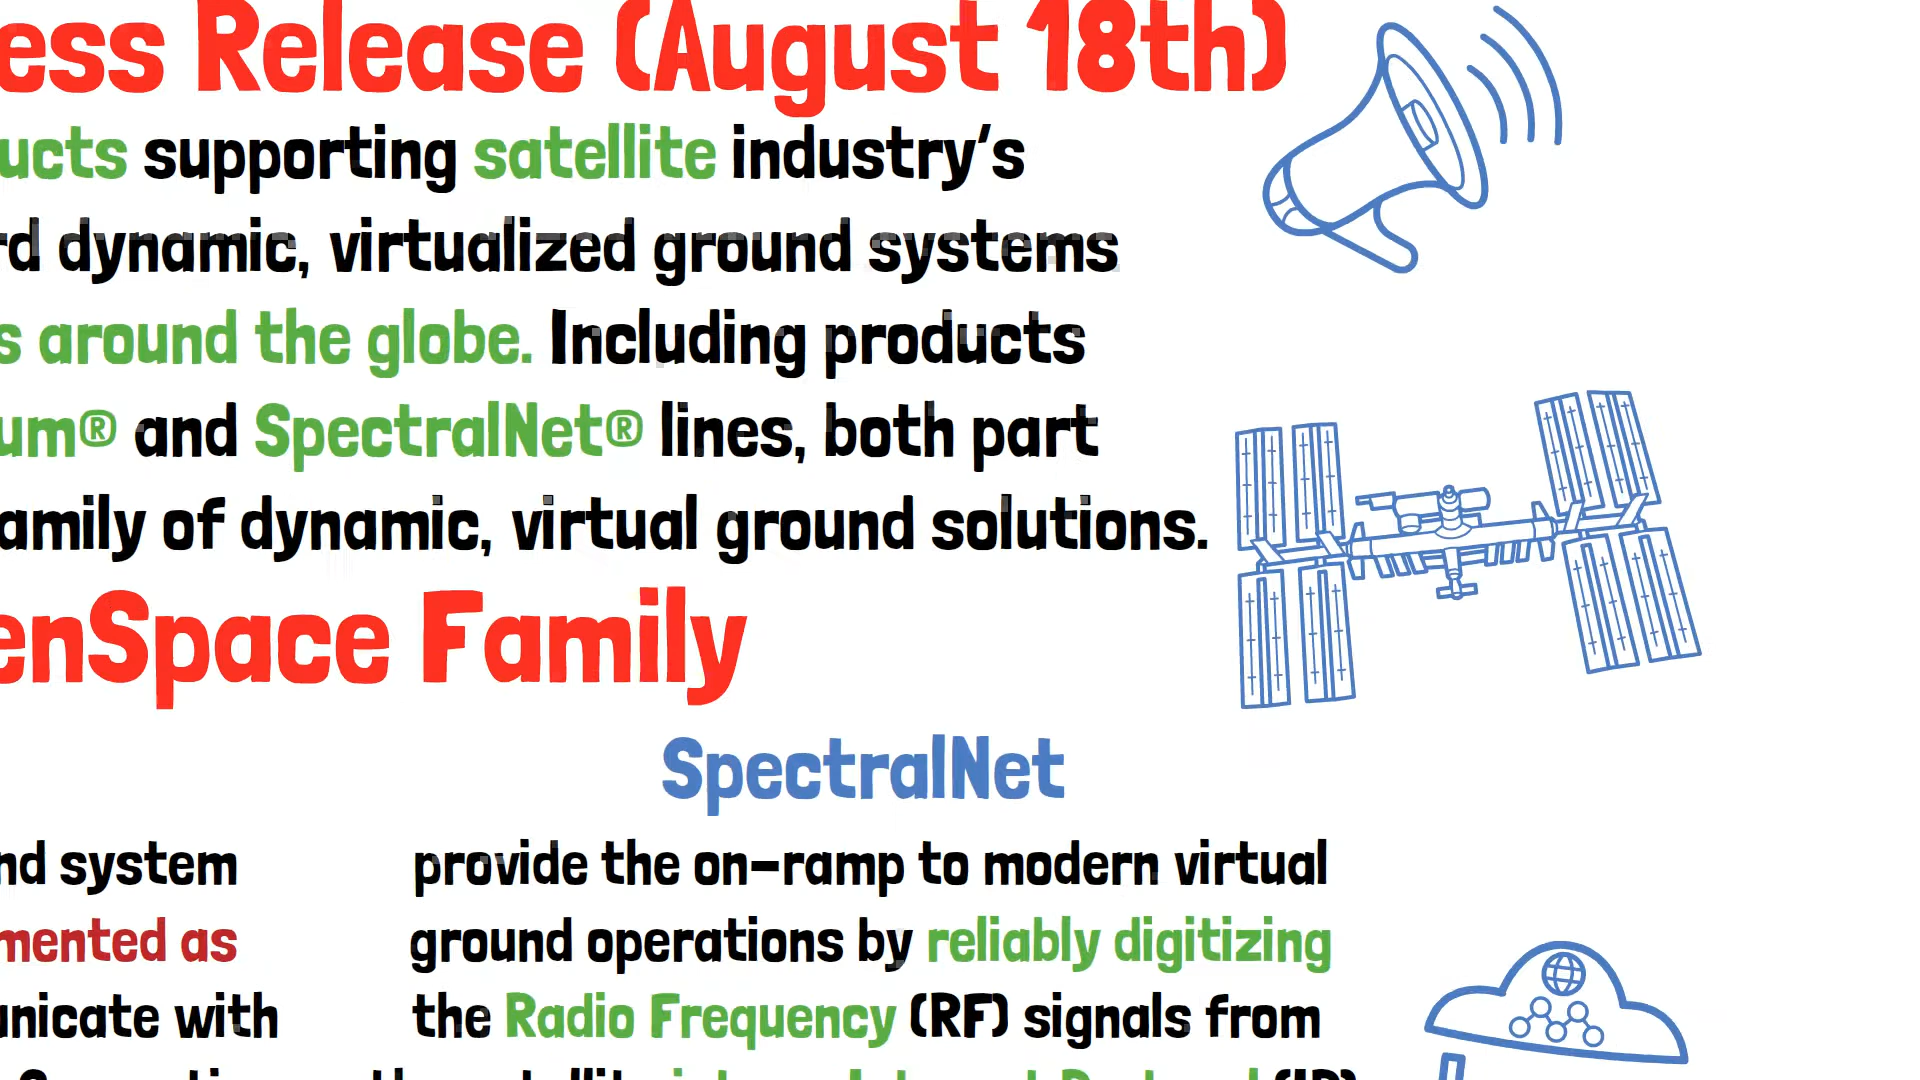 ess Release (August 18th)
ucts supporting satellite industry's
rd dynamic, virtualized ground systems
s around the globe. Including products
um® and SpectralNet® lines, both part
amily of dynamic, virtual ground solutions.
enSpace Family
SpectralNet
nd system
mented as
unicate with
provide the on-ramp to modern virtual
ground operations by reliably digitizing
the Radio Frequency (RF) signals from